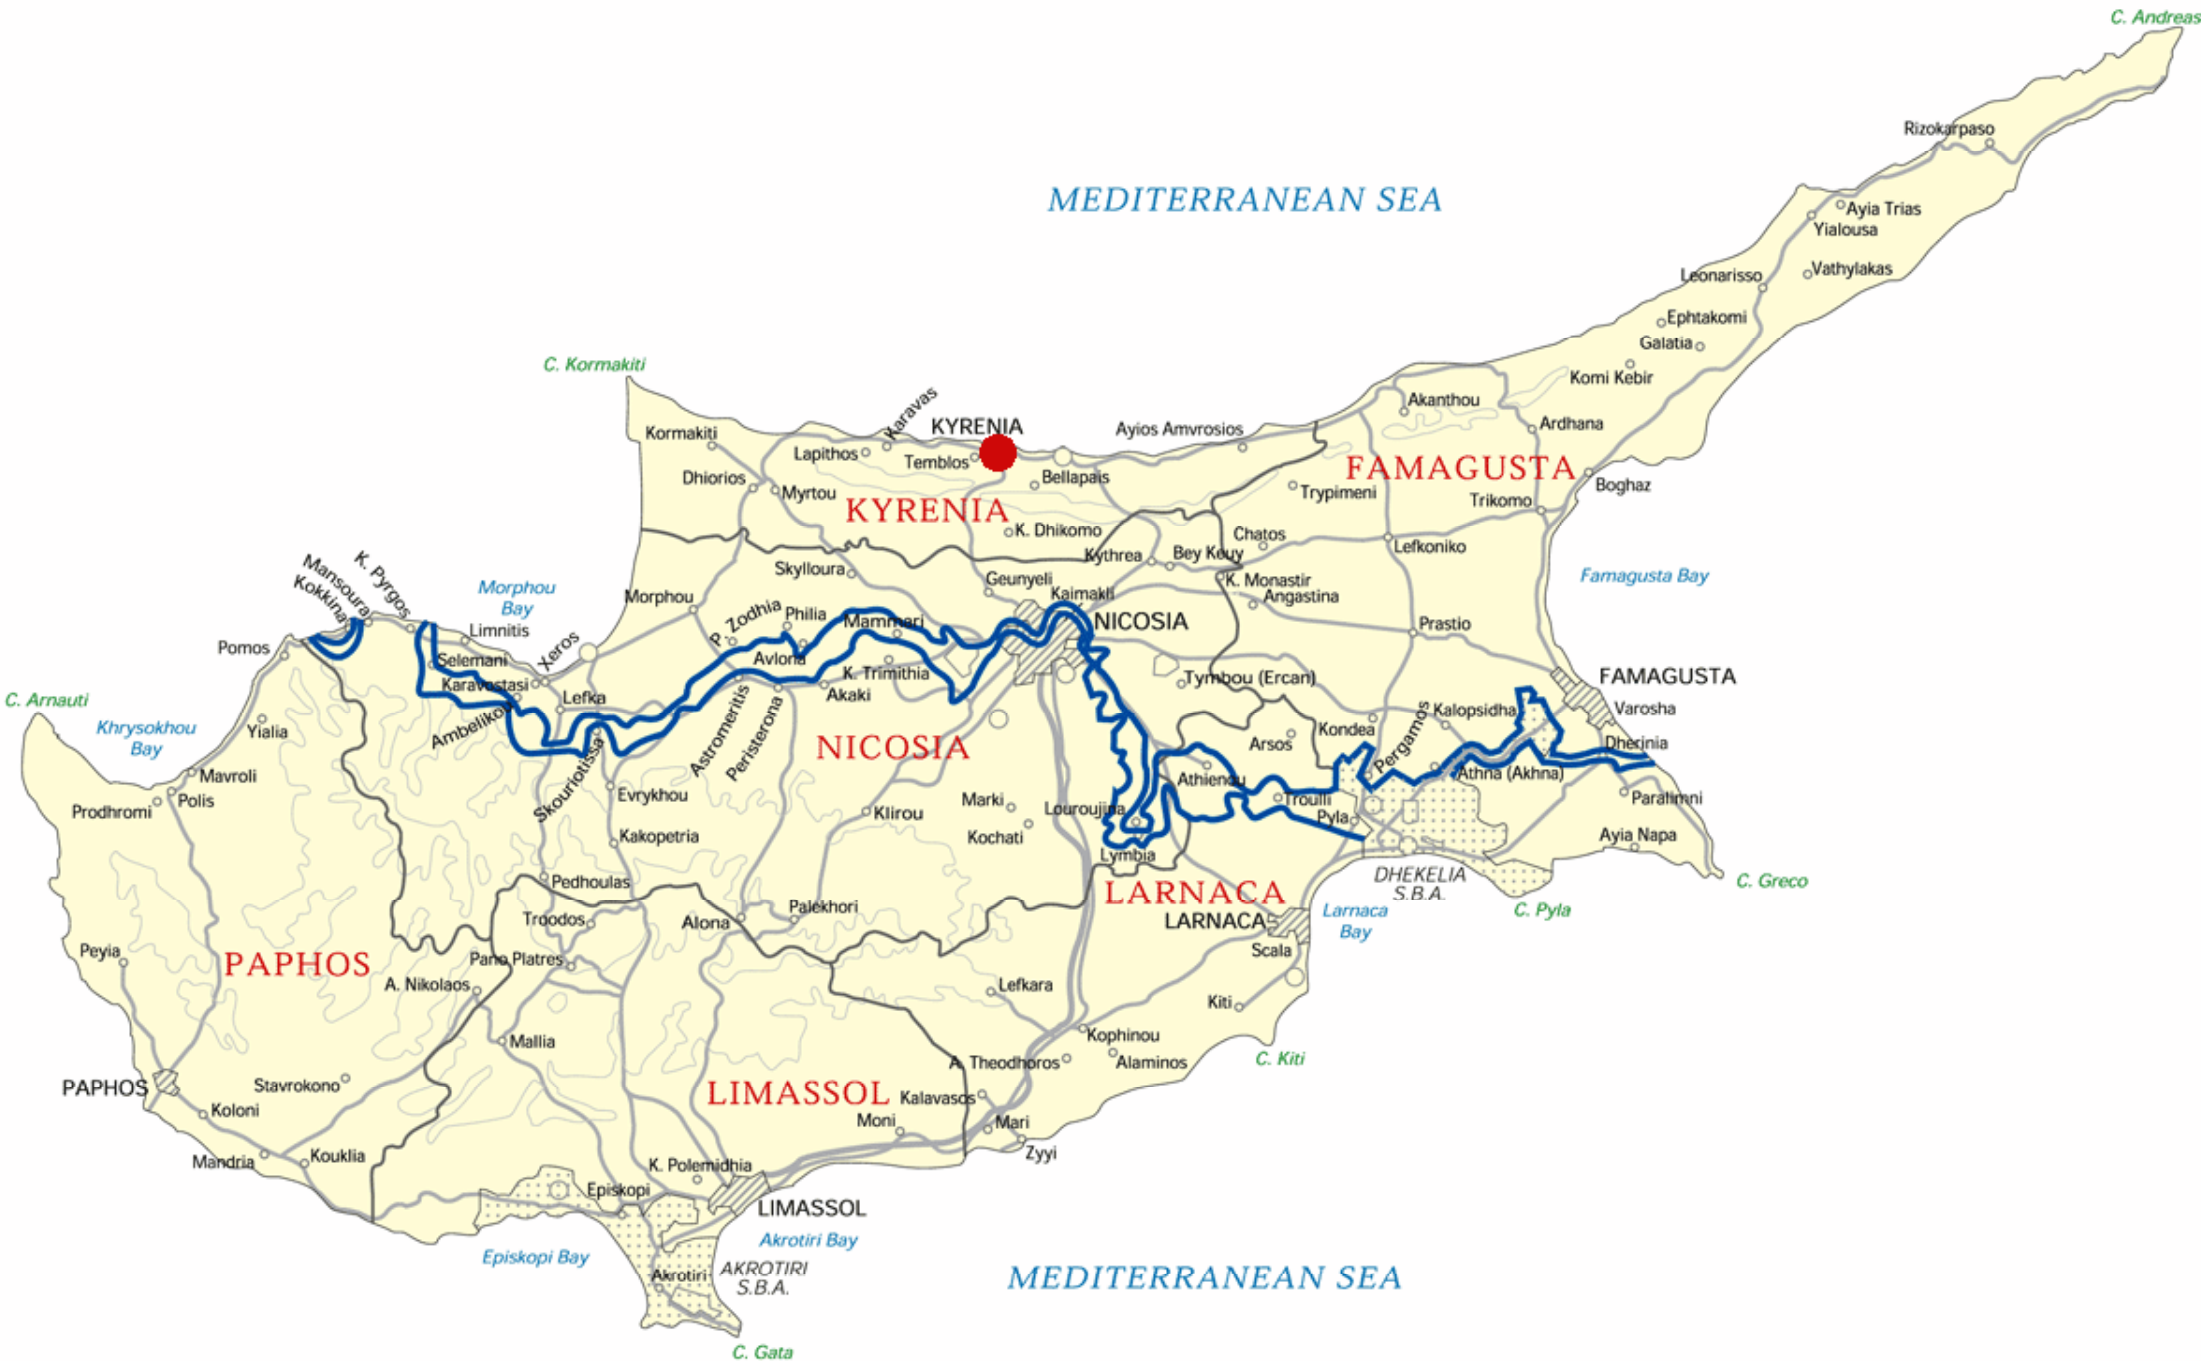 C. Andreas
Rizokarpaso
MEDITERRANEAN SEA
Ayia Trias
Yialousa
Vathylakas
Leonarisso
Ephtakomi
Galatia
Komi Kebir
C. Kormakiti
Karavas
KYRENIA
Akanthou
Ardhana
Kormakiti
Ayios Amvrosios
Lapithos
Temblos
Bellapais
FAMAGUSTA
Dhiorios
Myrtou
Trypimeni
Boghaz
Trikomo
KYRENIA
K. Dhikomo
Chatos
Lefkoniko
Kythrea
Bey Keuy
Skylloura
Geunyeli
K. Monastir
Angastina
Famagusta Bay
Kokkina
Mansoura
K. Pyrgos
Morphou
Bay
Morphou
Kaimakli
P. Zodhia
Philia
Mammari
NICOSIA
Prastio
Limnitis
Pomos
Xeros
Selemani
Karavostasi
Avlona
K. Trimithia
Akaki
Tymbou (Ercan)
FAMAGUSTA
Varosha
C. Arnauti
Khrysokhou
Bay
Yialia
Lefka
Ambelikou
Skouriotissa
Astromeritis
Peristerona
NICOSIA
Kondea
Pergamos
Kalopsidha
Arsos
Dherinia
Mavroli
Polis
Prodhromi
Evrykhou
Athienou
Athna (Akhna)
Klirou
Marki
Kochati
Louroujina
Troulli
Pyla
Paralimni
Kakopetria
Ayia Napa
Lymbia
Pedhoulas
LARNACA
DHEKELIA
S.B.A.
C. Greco
Troodos
Alona
Palekhori
LARNACA
Larnaca
Bay
C. Pyla
Peyia
PAPHOS
Pano Platres
Scala
A. Nikolaos
Lefkara
Kiti
Mallia
Kophinou
A. Theodhoros
Alaminos
C. Kiti
PAPHOS
Stavrokono
LIMASSOL
Kalavasos
Koloni
Moni
Mari
Mandria
Kouklia
Zyyi
K. Polemidhia
Episkopi
LIMASSOL
Episkopi Bay
Akrotiri Bay
Akrotiri
AKROTIRI
S.B.A.
MEDITERRANEAN SEA
C. Gata